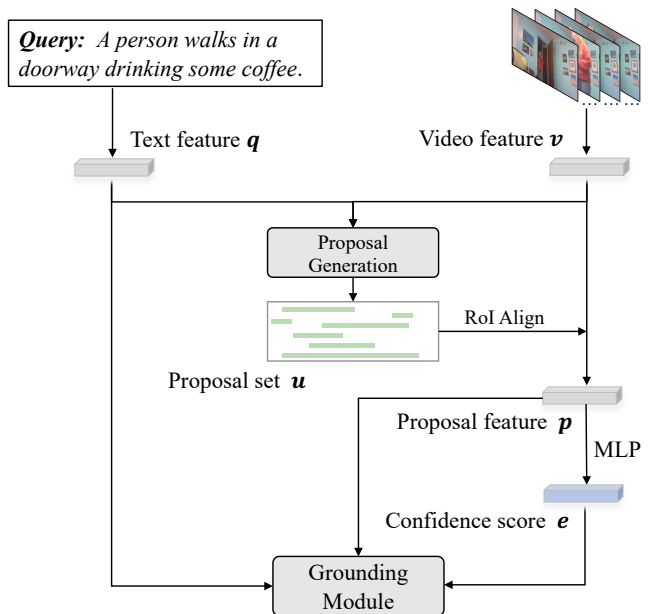 Query: A person walks in a
doorway drinking some coffee.
Text feature q
Video feature v
Proposal
Generation
RoI Align
Proposal set u
Proposal feature p
MLP
Confidence score e
Grounding
Module